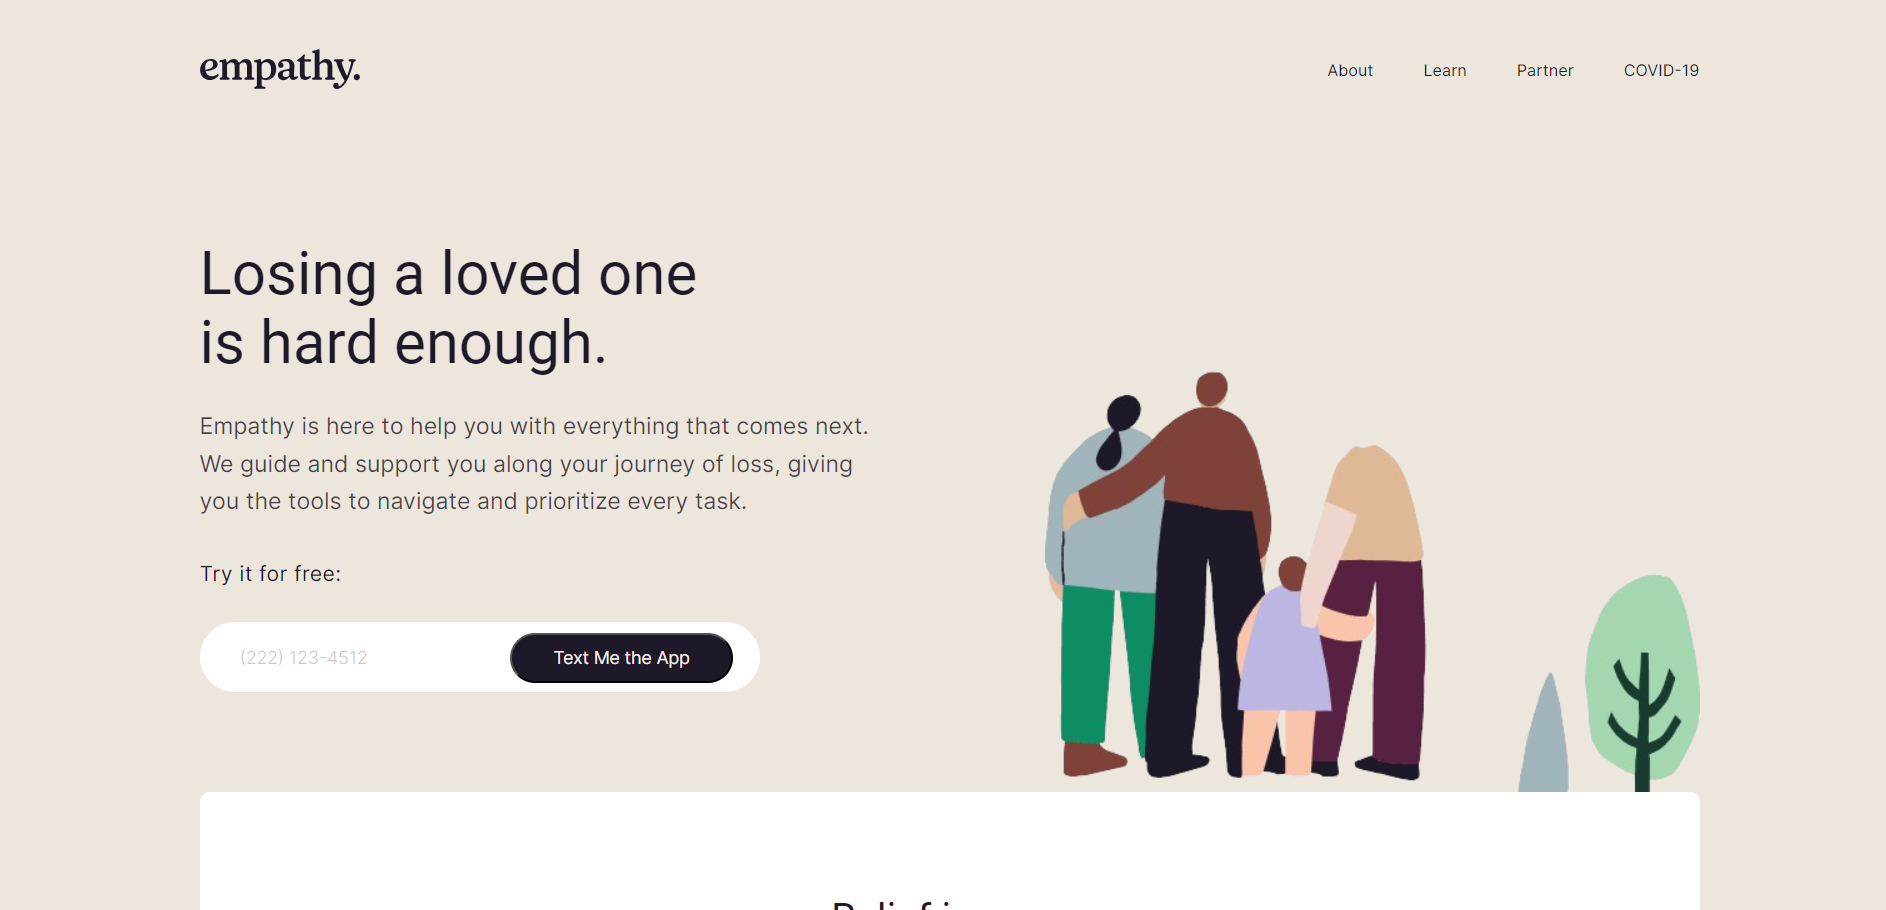 empathy.
About
Learn
Partner
COVID-19
Losing a loved one
is hard enough.
Empathy is here to help you with everything that comes next.
We guide and support you along your journey of loss, giving
you the tools to navigate and prioritize every task.
Try it for free:
(222) 123-4512
Text Me the App